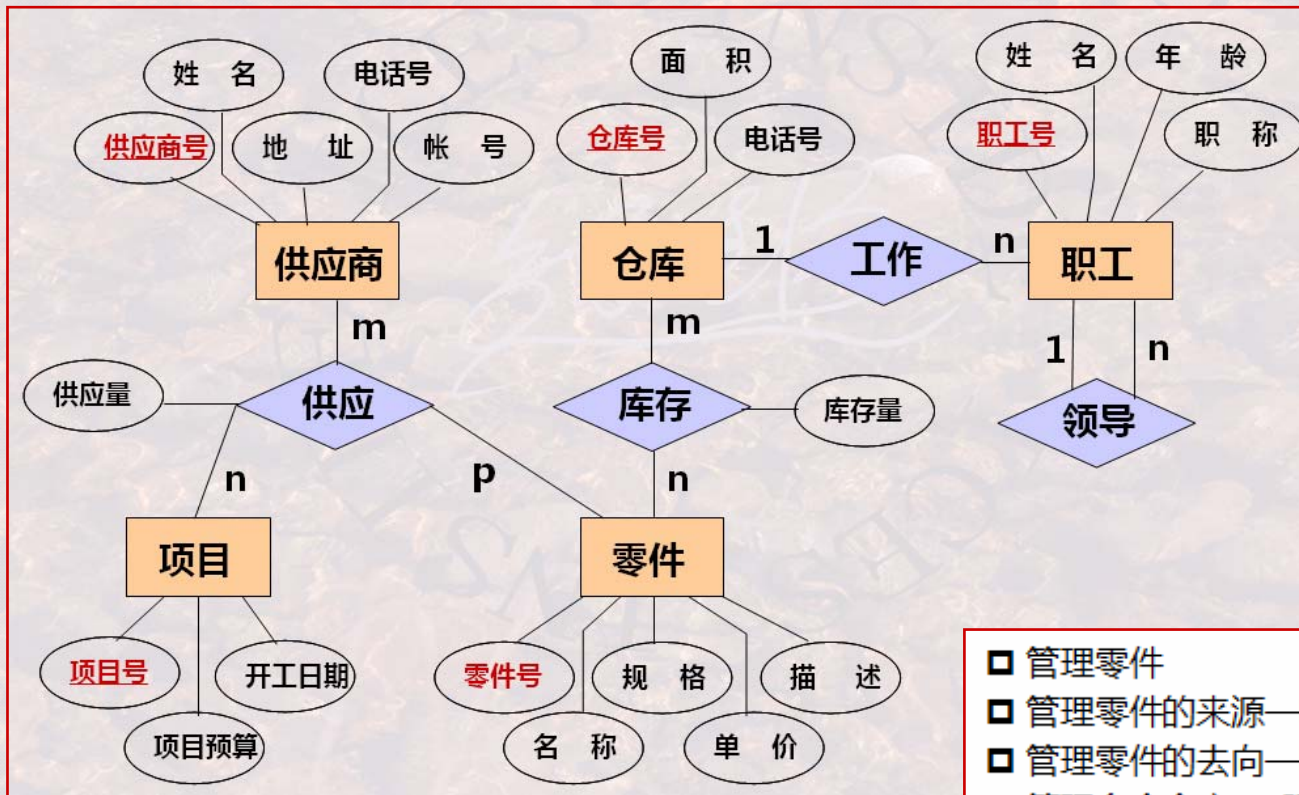 姓 名
电话号
面 积
姓 名
年 龄
供应商号
地 址
帐 号
仓库号
电话号
职工号
职 称
供应商
仓库
1
工作
n
职工
m
m
1
n
供应量
供应
库存
库存量
领导
n
p
n
项目
零件
项目号
开工日期
零件号
规 格
描 述
项目预算
名 称
单 价
管理零件
管理零件的来源—
管理零件的去向—